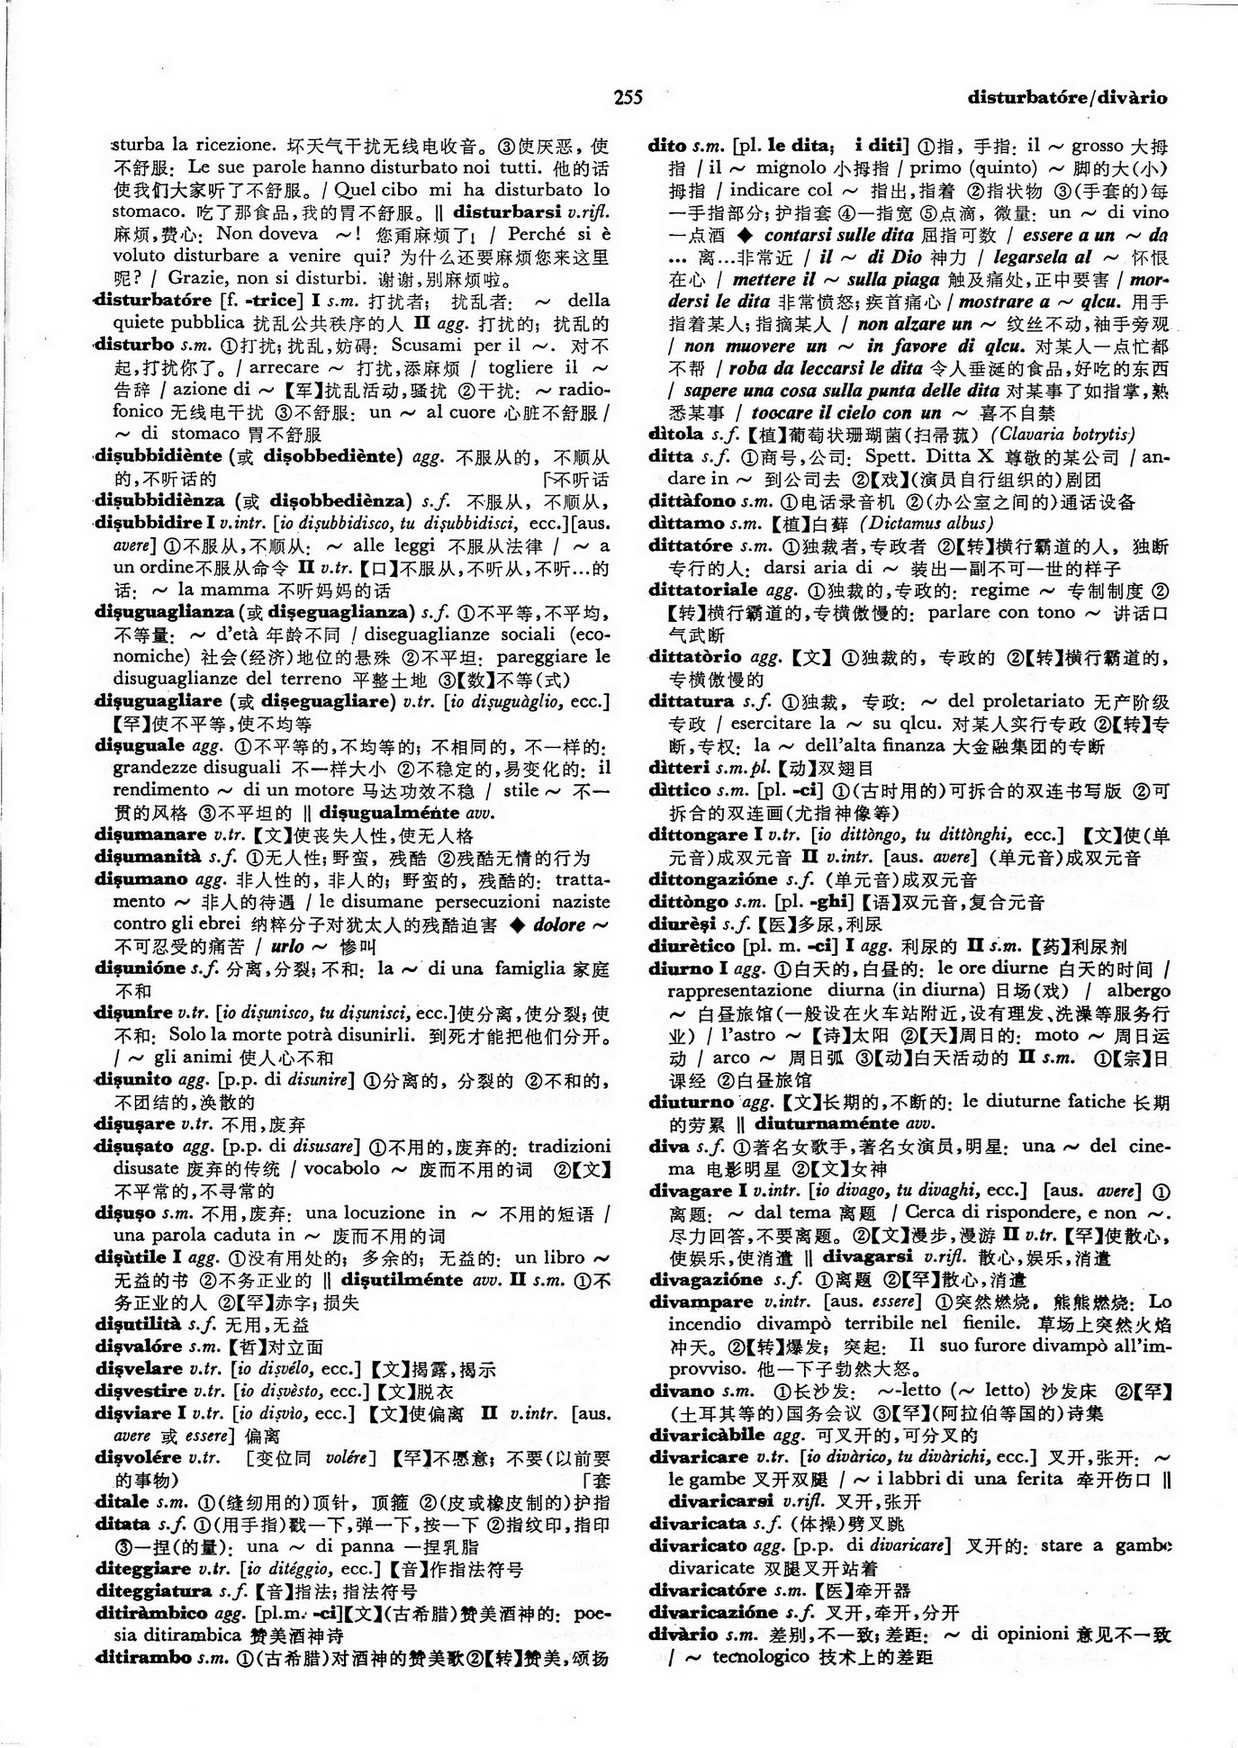 255
disturbatóre/divàrio
sturba la ricezione. 坏天气干扰无线电收音。③使厌恶，使
不舒服: Le sue parole hanno disturbato noi tutti. 他的话
使我们大家听了不舒服。/ Quel cibo mi ha disturbato lo
stomaco. 吃了那食品,我的胃不舒服。‖ disturbarsi v.rifl.
麻烦,费心: Non doveva ～! 您甭麻烦了! / Perché si è
voluto disturbare a venire qui? 为什么还要麻烦您来这里
呢? / Grazie, non si disturbi. 谢谢,别麻烦啦。
disturbatóre [f. -trice] I s.m. 打扰者; 扰乱者: ～ della
quiete pubblica 扰乱公共秩序的人 II agg. 打扰的; 扰乱的
disturbo s.m. ①打扰;扰乱,妨碍: Scusami per il ～. 对不
起,打扰你了。/ arrecare ～ 打扰,添麻烦 / togliere il ～
告辞 / azione di ～【军】扰乱活动,骚扰 ②干扰: ～ radio-
fonico 无线电干扰 ③不舒服: un ～ al cuore 心脏不舒服 /
～ di stomaco 胃不舒服
dişubbidiènte (或 dişobbediènte) agg. 不服从的, 不顺从
的,不听话的 「不听话
dişubbidiènza (或 dişobbediènza) s.f. 不服从, 不顺从,
dişubbidire I v.intr. [io dişubbidisco, tu dişubbidisci, ecc.][aus.
avere] ①不服从,不顺从: ～ alle leggi 不服从法律 / ～ a
un ordine不服从命令 II v.tr.【口】不服从,不听从,不听…的
话: ～ la mamma 不听妈妈的话
dişuguaglianza (或 dişeguaglianza) s.f. ①不平等,不平均,
不等量: ～ d'età 年龄不同 / diseguaglianze sociali (eco-
nomiche) 社会(经济)地位的悬殊 ②不平坦: pareggiare le
disuguaglianze del terreno 平整土地 ③【数】不等(式)
dişuguagliare (或 dişeguagliare) v.tr. [io dişuguàglio, ecc.]
【罕】使不平等,使不均等
dişuguale agg. ①不平等的,不均等的; 不相同的, 不一样的:
grandezze disuguali 不一样大小 ②不稳定的,易变化的: il
rendimento ～ di un motore 马达功效不稳 / stile ～ 不一
贯的风格 ③不平坦的 ‖ dişugualménte avv.
dişumanare v.tr.【文】使丧失人性,使无人格
dişumanità s.f. ①无人性;野蛮, 残酷 ②残酷无情的行为
dişumano agg. 非人性的, 非人的; 野蛮的, 残酷的: tratta-
mento ～ 非人的待遇 / le disumane persecuzioni naziste
contro gli ebrei 纳粹分子对犹太人的残酷迫害 ◆ dolore ～
不可忍受的痛苦 / urlo ～ 惨叫
dişunióne s.f. 分离,分裂;不和: la ～ di una famiglia 家庭
不和
dişunire v.tr. [io dişunisco, tu dişunisci, ecc.]使分离,使分裂;使
不和: Solo la morte potrà disunirli. 到死才能把他们分开。
/ ～ gli animi 使人心不和
dişunito agg. [p.p. di disunire] ①分离的, 分裂的 ②不和的,
不团结的,涣散的
dişuşare v.tr. 不用,废弃
dişuşato agg. [p.p. di disusare] ①不用的,废弃的: tradizioni
disusate 废弃的传统 / vocabolo ～ 废而不用的词 ②【文】
不平常的,不寻常的
dişuşo s.m. 不用,废弃: una locuzione in ～ 不用的短语 /
una parola caduta in ～ 废而不用的词
dişùtile I agg. ①没有用处的; 多余的; 无益的: un libro ～
无益的书 ②不务正业的 ‖ dişutilménte avv. II s.m. ①不
务正业的人 ②【罕】赤字;损失
dişutilità s.f. 无用,无益
dişvalóre s.m.【哲】对立面
dişvelare v.tr. [io dişvélo, ecc.]【文】揭露,揭示
dişvestire v.tr. [io dişvèsto, ecc.]【文】脱衣
dişviare I v.tr. [io dişvìo, ecc.]【文】使偏离 II v.intr. [aus.
avere 或 essere] 偏离
dişvolére v.tr. [变位同 volére]【罕】不愿意; 不要(以前要
的事物) 「套
ditale s.m. ①(缝纫用的)顶针, 顶箍 ②(皮或橡皮制的)护指
ditata s.f. ①(用手指)戳一下,弹一下,按一下 ②指纹印,指印
③一捏(的量): una ～ di panna 一捏乳脂
diteggiare v.tr. [io ditéggio, ecc.]【音】作指法符号
diteggiatura s.f.【音】指法;指法符号
ditiràmbico agg. [pl.m. -ci]【文】(古希腊)赞美酒神的: poe-
sia ditirambica 赞美酒神诗
ditirambo s.m. ①(古希腊)对酒神的赞美歌②【转】赞美,颂扬
dito s.m. [pl. le dita; i diti] ①指, 手指: il ～ grosso 大拇
指 / il ～ mignolo 小拇指 / primo (quinto) ～ 脚的大(小)
拇指 / indicare col ～ 指出,指着 ②指状物 ③(手套的)每
一手指部分;护指套 ④一指宽 ⑤点滴, 微量: un ～ di vino
一点酒 ◆ contarsi sulle dita 屈指可数 / essere a un ～ da
… 离…非常近 / il ～ di Dio 神力 / legarsela al ～ 怀恨
在心 / mettere il ～ sulla piaga 触及痛处,正中要害 / mor-
dersi le dita 非常愤怒;疾首痛心 / mostrare a ～ qlcu. 用手
指着某人;指摘某人 / non alzare un ～ 纹丝不动,袖手旁观
/ non muovere un ～ in favore di qlcu. 对某人一点忙都
不帮 / roba da leccarsi le dita 令人垂涎的食品,好吃的东西
/ sapere una cosa sulla punta delle dita 对某事了如指掌,熟
悉某事 / toccare il cielo con un ～ 喜不自禁
dìtola s.f.【植】葡萄状珊瑚菌(扫帚菰) (Clavaria botrytis)
ditta s.f. ①商号,公司: Spett. Ditta X 尊敬的某公司 / an-
dare in ～ 到公司去 ②【戏】(演员自行组织的)剧团
dittàfono s.m. ①电话录音机 ②(办公室之间的)通话设备
dìttamo s.m.【植】白藓 (Dictamus albus)
dittatóre s.m. ①独裁者,专政者 ②【转】横行霸道的人, 独断
专行的人: darsi aria di ～ 装出一副不可一世的样子
dittatoriale agg. ①独裁的,专政的: regime ～ 专制制度 ②
【转】横行霸道的,专横傲慢的: parlare con tono ～ 讲话口
气武断
dittatòrio agg.【文】①独裁的, 专政的 ②【转】横行霸道的,
专横傲慢的
dittatura s.f. ①独裁, 专政: ～ del proletariato 无产阶级
专政 / esercitare la ～ su qlcu. 对某人实行专政 ②【转】专
断,专权: la ～ dell'alta finanza 大金融集团的专断
dìtteri s.m.pl.【动】双翅目
dìttico s.m. [pl. -ci] ①(古时用的)可拆合的双连书写版 ②可
拆合的双连画(尤指神像等)
dittongare I v.tr. [io dittòngo, tu dittònghi, ecc.]【文】使(单
元音)成双元音 II v.intr. [aus. avere] (单元音)成双元音
dittongazióne s.f. (单元音)成双元音
dittòngo s.m. [pl. -ghi]【语】双元音,复合元音
diurèşi s.f.【医】多尿,利尿
diurètico [pl. m. -ci] I agg. 利尿的 II s.m.【药】利尿剂
diurno I agg. ①白天的,白昼的: le ore diurne 白天的时间 /
rappresentazione diurna (in diurna) 日场(戏) / albergo
～ 白昼旅馆(一般设在火车站附近,设有理发、洗澡等服务行
业) / l'astro ～【诗】太阳 ②【天】周日的: moto ～ 周日运
动 / arco ～ 周日弧 ③【动】白天活动的 II s.m. ①【宗】日
课经 ②白昼旅馆
diuturno agg.【文】长期的,不断的: le diuturne fatiche 长期
的劳累 ‖ diuturnaménte avv.
diva s.f. ①著名女歌手,著名女演员,明星: una ～ del cine-
ma 电影明星 ②【文】女神
divagare I v.intr. [io divago, tu divaghi, ecc.] [aus. avere] ①
离题: ～ dal tema 离题 / Cerca di rispondere, e non ～.
尽力回答,不要离题。②【文】漫步,漫游 II v.tr.【罕】使散心,
使娱乐,使消遣 ‖ divagarsi v.rifl. 散心,娱乐,消遣
divagazióne s.f. ①离题 ②【罕】散心,消遣
divampare v.intr. [aus. essere] ①突然燃烧, 熊熊燃烧: Lo
incendio divampò terribile nel fienile. 草场上突然火焰
冲天。②【转】爆发; 突起: Il suo furore divampò all'im-
provviso. 他一下子勃然大怒。
divano s.m. ①长沙发: ～-letto (～ letto) 沙发床 ②【罕】
(土耳其等的)国务会议 ③【罕】(阿拉伯等国的)诗集
divaricàbile agg. 可叉开的,可分叉的
divaricare v.tr. [io divàrico, tu divàrichi, ecc.] 叉开,张开: ～
le gambe 叉开双腿 / ～ i labbri di una ferita 牵开伤口 ‖
divaricarsi v.rifl. 叉开,张开
divaricata s.f. (体操)劈叉跳
divaricato agg. [p.p. di divaricare] 叉开的: stare a gambe
divaricate 双腿叉开站着
divaricatóre s.m.【医】牵开器
divaricazióne s.f. 叉开,牵开,分开
divàrio s.m. 差别,不一致;差距: ～ di opinioni 意见不一致
/ ～ tecnologico 技术上的差距